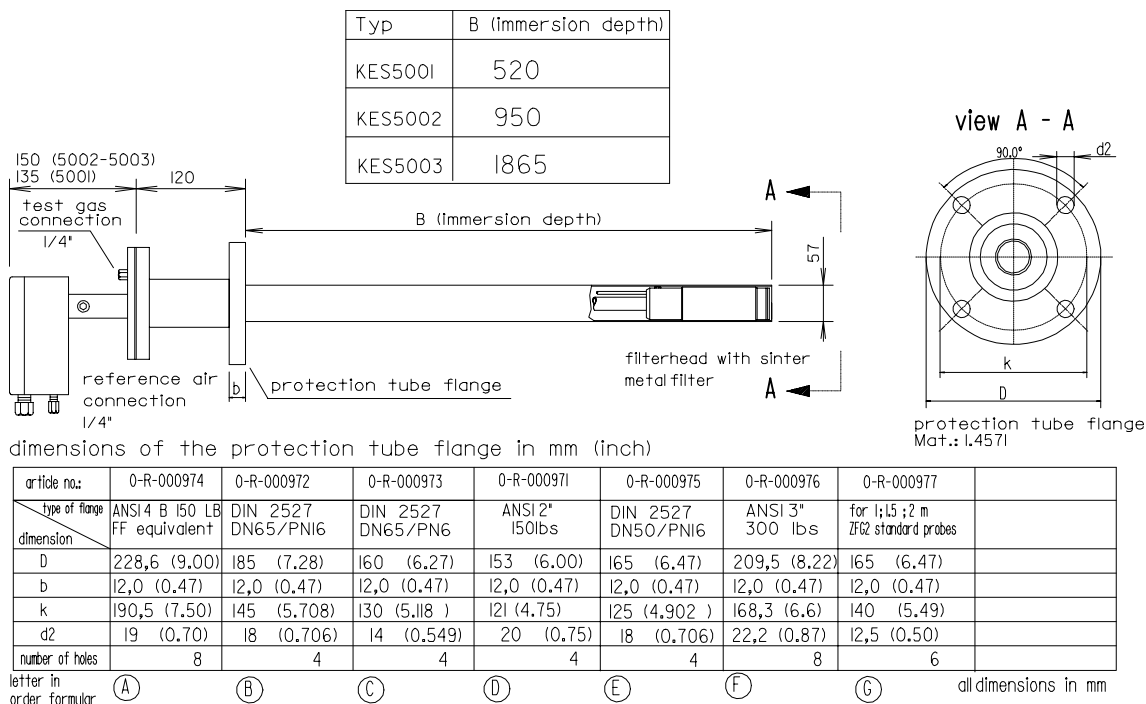 Typ B (immersion depth)
KES5001 520
KES5002 950
KES5003 1865
view A - A
90.0° d2
150 (5002-5003)
135 (5001) 120
test gas
connection
1/4"
B (immersion depth)
A
57
filterhead with sinter
metal filter
A
reference air
connection
1/4"
b
protection tube flange
k
D
protection tube flange
Mat.: 1.4571
dimensions of the protection tube flange in mm (inch)
article no.: 0-R-000974 0-R-000972 0-R-000973 0-R-000971 0-R-000975 0-R-000976 0-R-000977
type of flange ANSI 4 B 150 LB DIN 2527 DIN 2527 ANSI 2" DIN 2527 ANSI 3" for 1; 1.5 ; 2 m
dimension FF equivalent DN65/PN16 DN65/PN6 150lbs DN50/PN16 300 lbs ZFG2 standard probes
D 228,6 (9.00) 185 (7.28) 160 (6.27) 153 (6.00) 165 (6.47) 209,5 (8.22) 165 (6.47)
b 12,0 (0.47) 12,0 (0.47) 12,0 (0.47) 12,0 (0.47) 12,0 (0.47) 12,0 (0.47) 12,0 (0.47)
k 190,5 (7.50) 145 (5.708) 130 (5.118 ) 121 (4.75) 125 (4.902 ) 168,3 (6.6) 140 (5.49)
d2 19 (0.70) 18 (0.706) 14 (0.549) 20 (0.75) 18 (0.706) 22,2 (0.87) 12,5 (0.50)
number of holes 8 4 4 4 4 8 6
letter in
order formular A B C D E F G all dimensions in mm